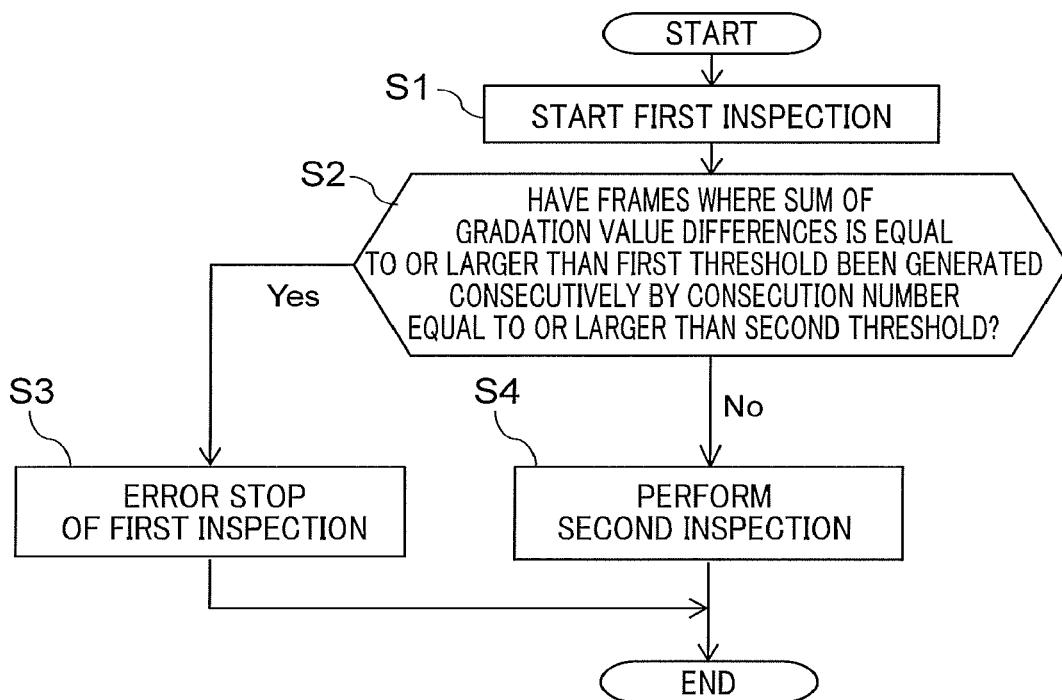 START
S1
START FIRST INSPECTION
S2
HAVE FRAMES WHERE SUM OF
GRADATION VALUE DIFFERENCES IS EQUAL
TO OR LARGER THAN FIRST THRESHOLD BEEN GENERATED
CONSECUTIVELY BY CONSECUTION NUMBER
EQUAL TO OR LARGER THAN SECOND THRESHOLD?
Yes
No
S3
ERROR STOP
OF FIRST INSPECTION
S4
PERFORM
SECOND INSPECTION
END